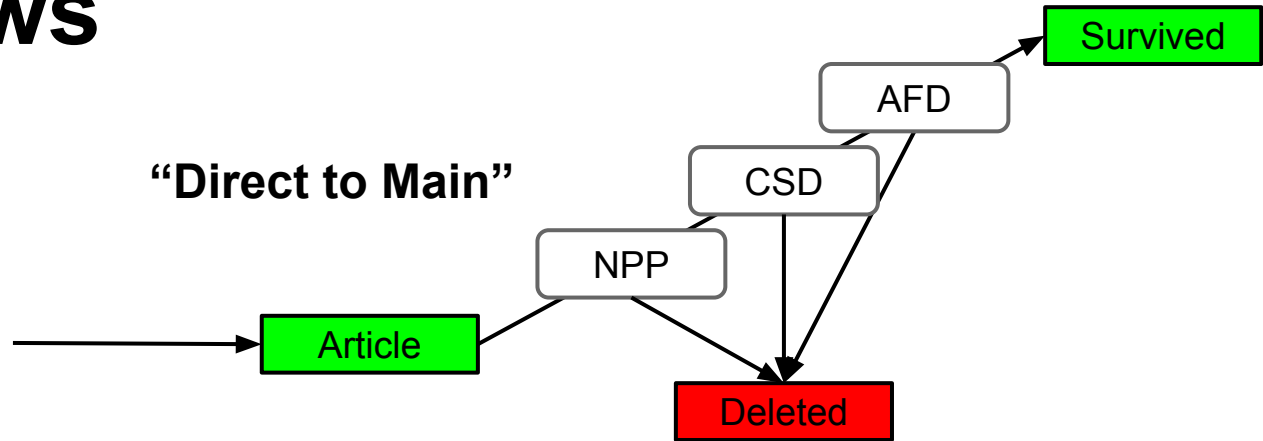 ws
Survived
AFD
“Direct to Main”
CSD
NPP
Article
Deleted